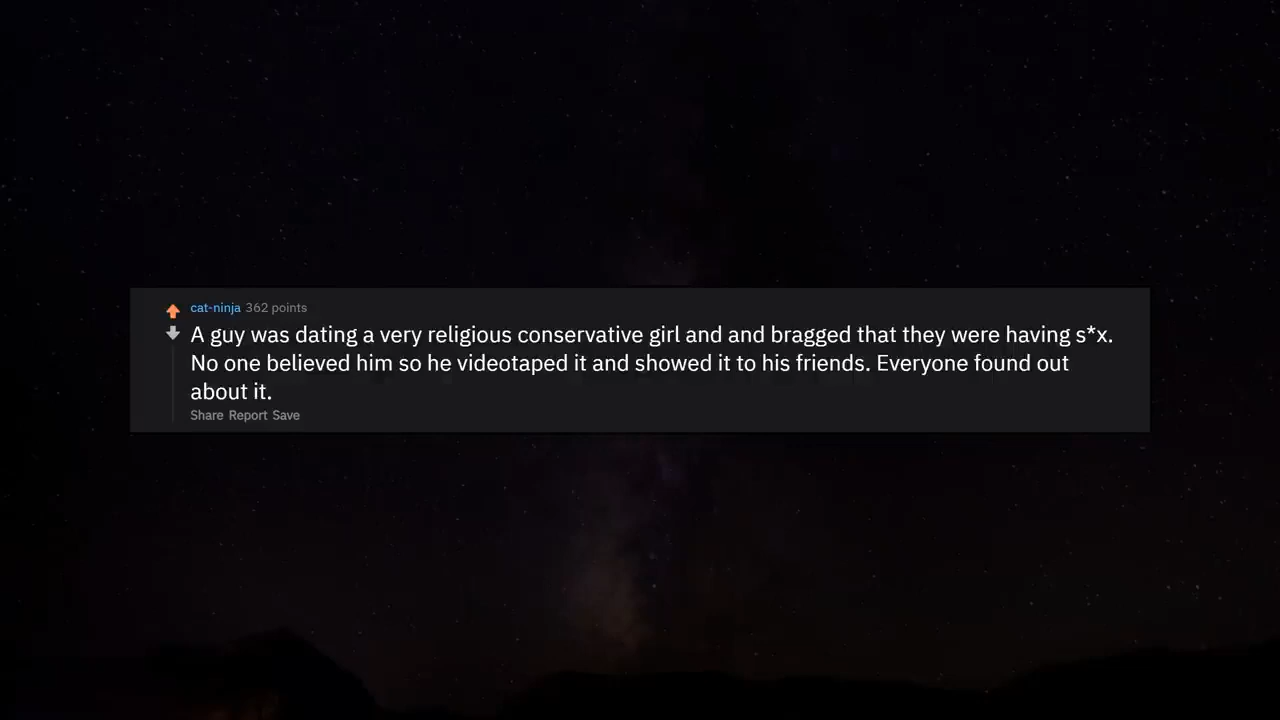 cat-ninja 362 points
A guy was dating a very religious conservative girl and and bragged that they were having s*x.
No one believed him so he videotaped it and showed it to his friends. Everyone found out
about it.
Share Report Save